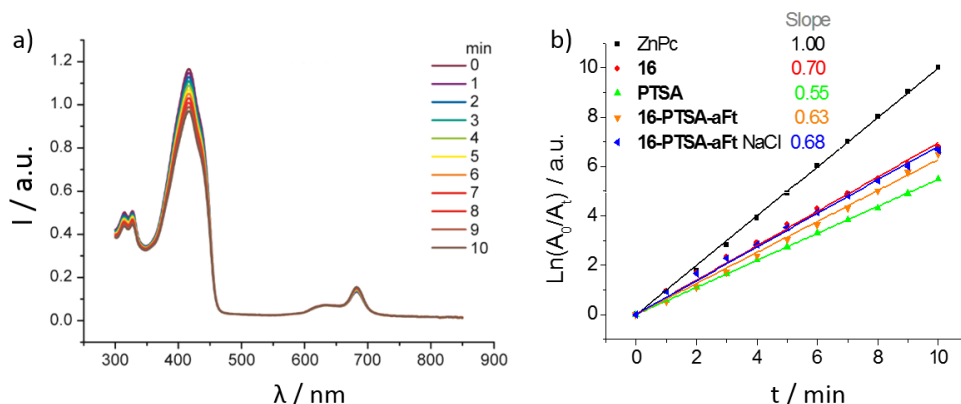 a)
I / a.u.
1.2
1.0
0.8
0.6
0.4
0.2
0.0
min
0
1
2
3
4
5
6
7
8
9
10
300 400 500 600 700 800 900
λ / nm
b)
Slope
ZnPc 1.00
16 0.70
PTSA 0.55
16-PTSA-aFt 0.63
16-PTSA-aFt NaCl 0.68
Ln(A0/At) / a.u.
10
8
6
4
2
0
0 2 4 6 8 10
t / min